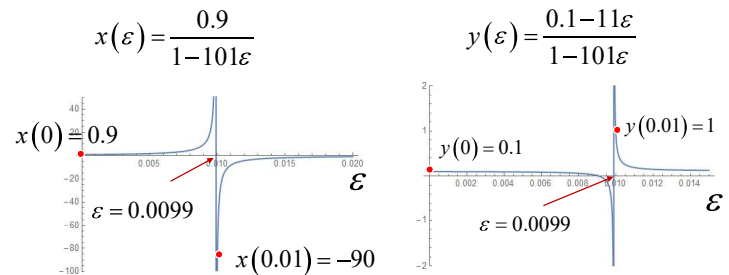 x(ε) = 0.9 / (1−101ε)
y(ε) = (0.1−11ε) / (1−101ε)
40
20
x(0) = 0.9
0.005
0.010
0.015
0.020
ε
−20
−40
ε = 0.0099
−60
−80
x(0.01) = −90
−100
2
1
y(0.01) = 1
y(0) = 0.1
0.002
0.004
0.006
0.008
0.010
0.012
0.014
ε
ε = 0.0099
−1
−2